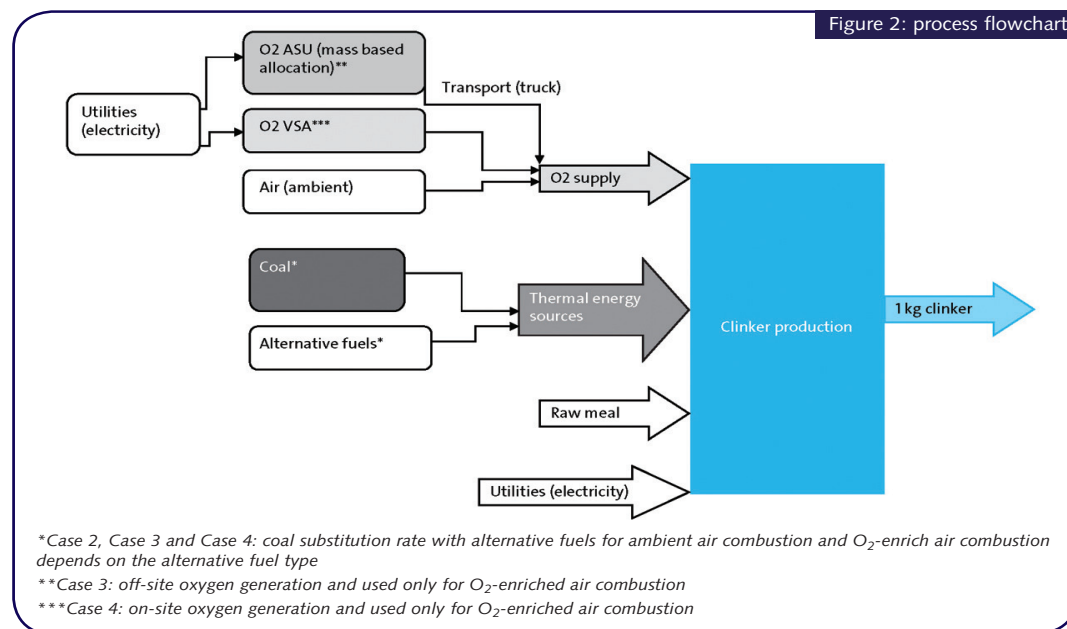 Figure 2: process flowchart
O2 ASU (mass based
allocation)**
Transport (truck)
Utilities
(electricity)
O2 VSA***
Air (ambient)
O2 supply
Coal*
Thermal energy
sources
Alternative fuels*
Clinker production
1 kg clinker
Raw meal
Utilities (electricity)
*Case 2, Case 3 and Case 4: coal substitution rate with alternative fuels for ambient air combustion and O₂-enrich air combustion
depends on the alternative fuel type
**Case 3: off-site oxygen generation and used only for O₂-enriched air combustion
***Case 4: on-site oxygen generation and used only for O₂-enriched air combustion